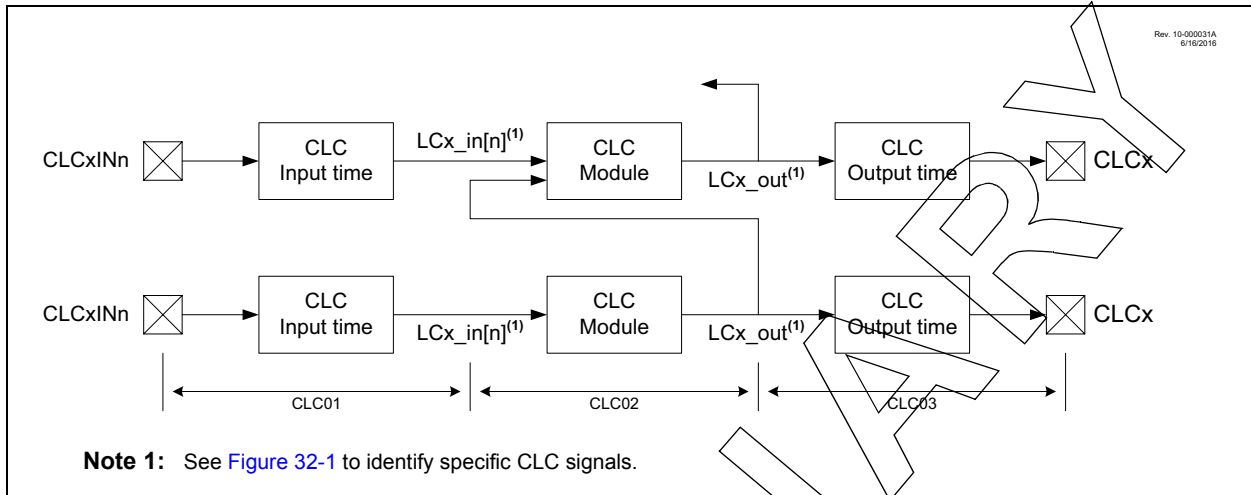 Rev. 10-000031A
6/16/2016
CLCxINn
CLC
Input time
LCx_in[n](1)
CLC
Module
LCx_out(1)
CLC
Output time
CLCx
CLCxINn
CLC
Input time
LCx_in[n](1)
CLC
Module
LCx_out(1)
CLC
Output time
CLCx
CLC01
CLC02
CLC03
Note 1: See Figure 32-1 to identify specific CLC signals.
ARY